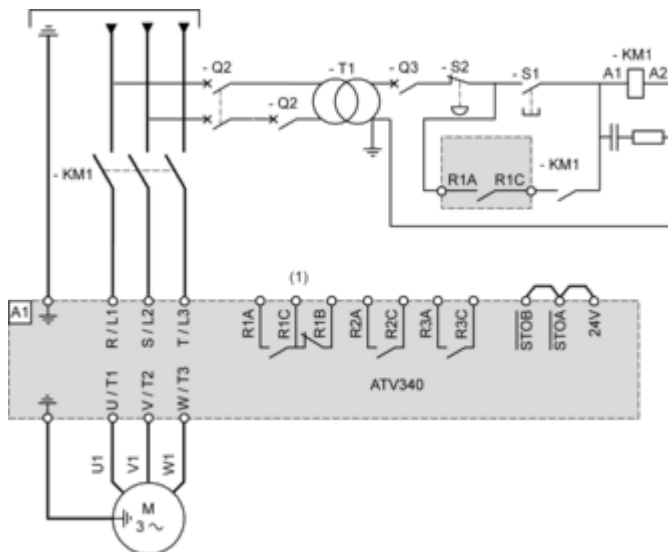 - Q2
- T1
- Q3
- S2
- S1
- KM1
A1
A2
- Q2
- KM1
- KM1
R1A
R1C
(1)
A1
R / L1
S / L2
T / L3
R1A
R1C
R1B
R2A
R2C
R3A
R3C
STOB
STOA
24V
U / T1
V / T2
W / T3
ATV340
U1
V1
W1
M
3 ~